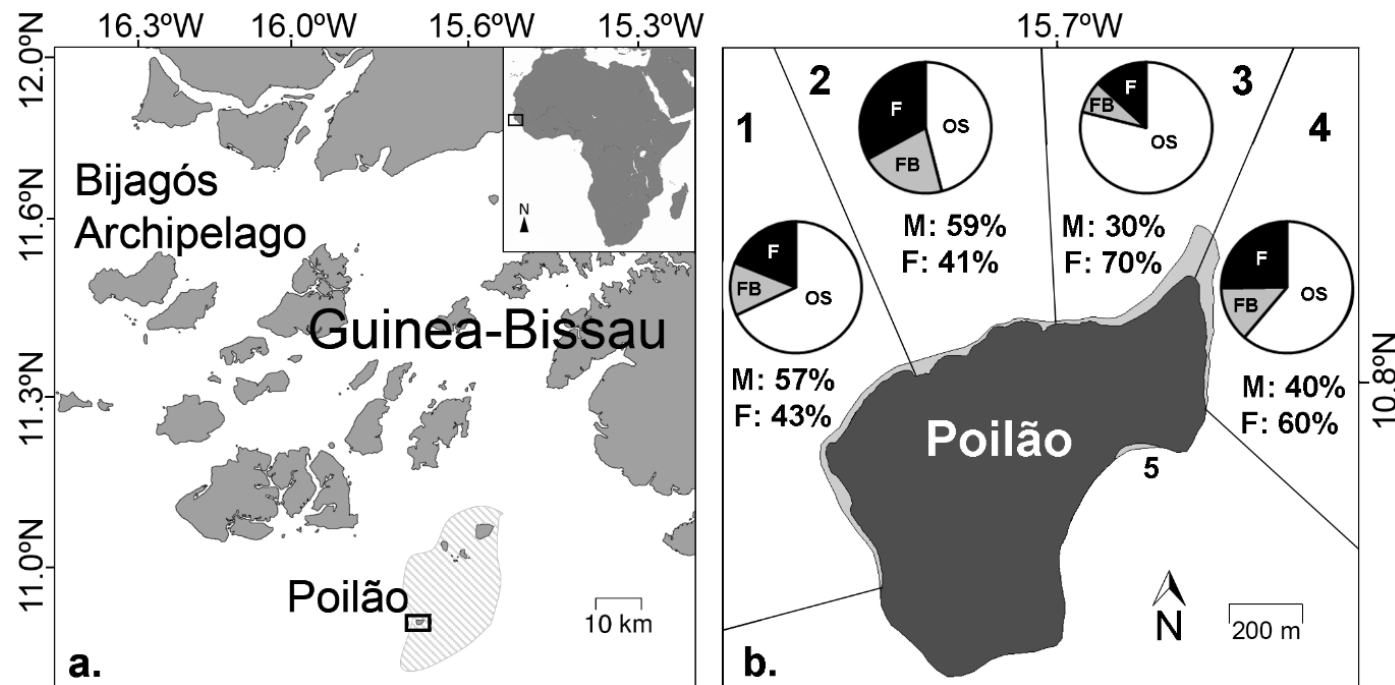 16.3ºW 16.0ºW 15.6ºW 15.3ºW
12.0ºN
11.6ºN
11.3ºN
11.0ºN
Bijagós
Archipelago
N
Guinea-Bissau
Poilão
10 km
a.
15.7ºW
10.8ºN
1
F
FB
OS
M: 57%
F: 43%
2
F
FB
OS
M: 59%
F: 41%
3
F
FB
OS
M: 30%
F: 70%
4
F
FB
OS
M: 40%
F: 60%
Poilão
5
N
200 m
b.